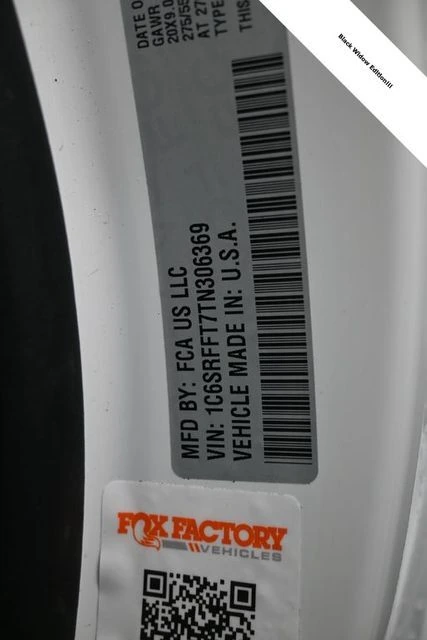 Black Widow Edition!!!
DATE O
GAWR
20X9.0
275/55
AT 27
TYPE
THIS
MFD BY: FCA US LLC
VIN: 1C6SRFFT7TN306369
VEHICLE MADE IN: U.S.A.
FOX FACTORY
VEHICLES